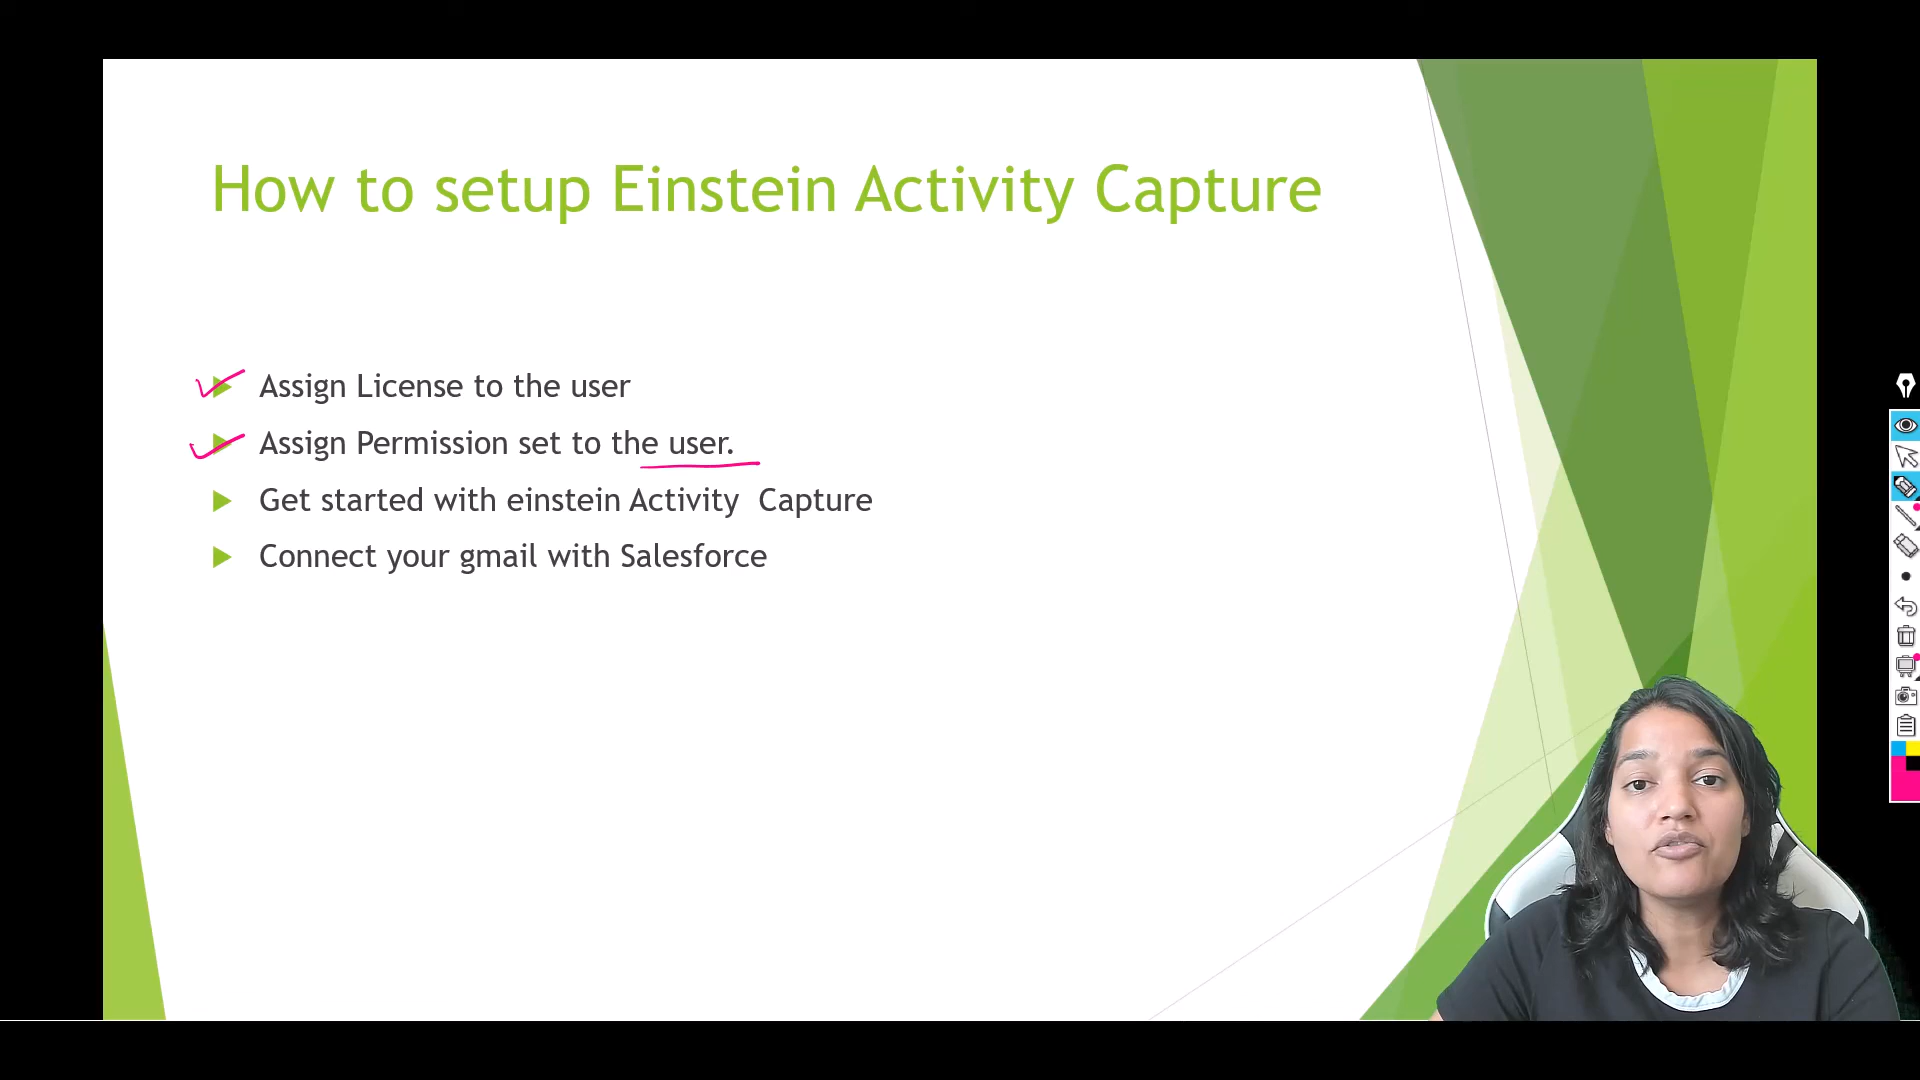 How to setup Einstein Activity Capture
Assign License to the user
Assign Permission set to the user.
Get started with einstein Activity Capture
Connect your gmail with Salesforce